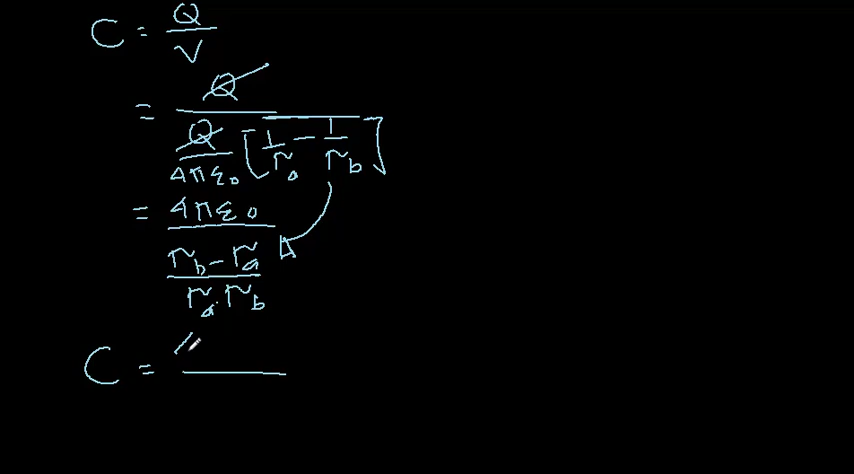 C = Q/V
= Q / (Q/4πε₀ [1/rₐ − 1/r_b])
= 4πε₀ / ((r_b − rₐ)/(rₐ · r_b))
C =